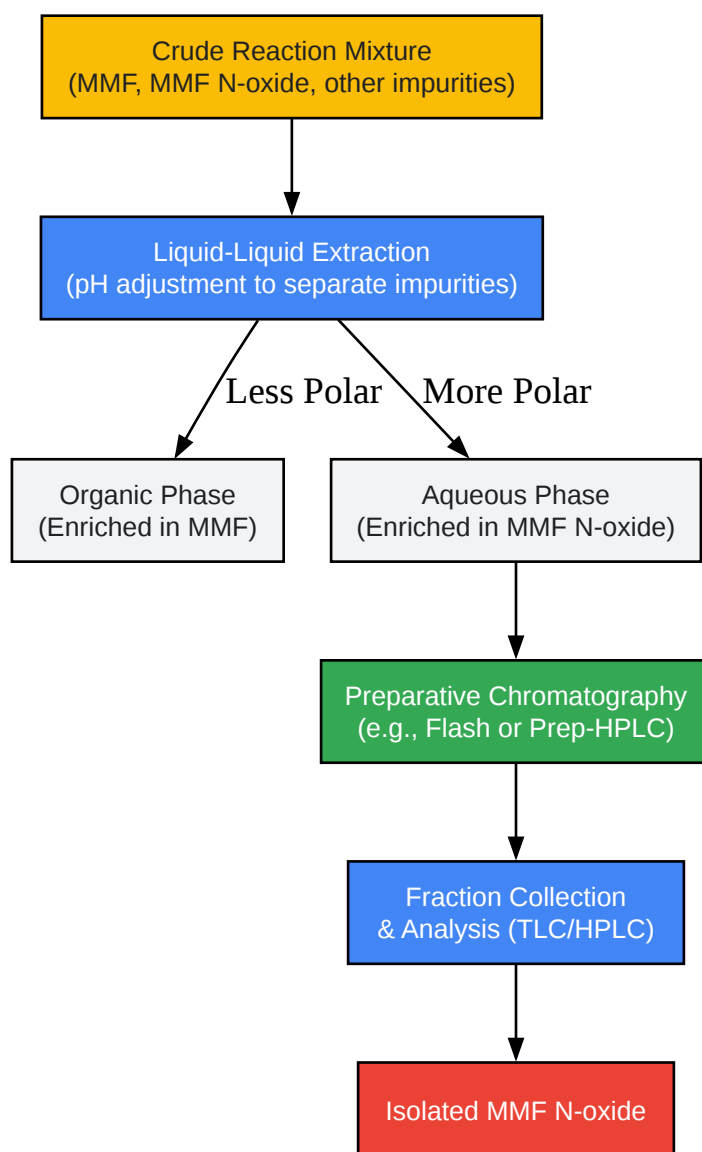 Crude Reaction Mixture
(MMF, MMF N-oxide, other impurities)
Liquid-Liquid Extraction
(pH adjustment to separate impurities)
Less Polar
More Polar
Organic Phase
(Enriched in MMF)
Aqueous Phase
(Enriched in MMF N-oxide)
Preparative Chromatography
(e.g., Flash or Prep-HPLC)
Fraction Collection
& Analysis (TLC/HPLC)
Isolated MMF N-oxide